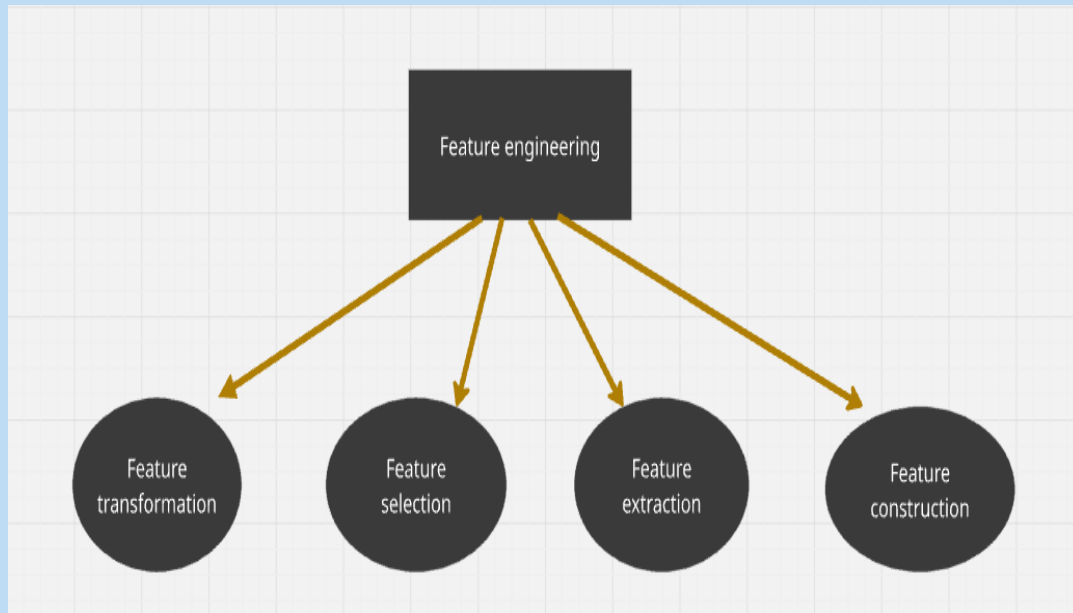 Feature engineering
Feature
transformation
Feature
selection
Feature
extraction
Feature
construction